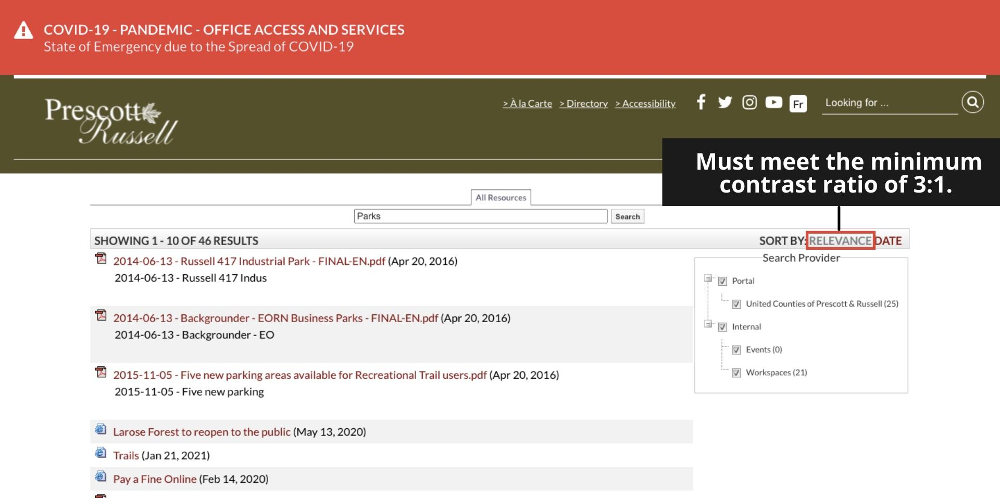 COVID-19 - PANDEMIC - OFFICE ACCESS AND SERVICES
State of Emergency due to the Spread of COVID-19
Prescott
Russell
> À la Carte > Directory > Accessibility
Fr
Looking for ...
Must meet the minimum
contrast ratio of 3:1.
All Resources
Parks
Search
SHOWING 1 - 10 OF 46 RESULTS
SORT BY: RELEVANCE DATE
2014-06-13 - Russell 417 Industrial Park - FINAL-EN.pdf (Apr 20, 2016)
2014-06-13 - Russell 417 Indus
2014-06-13 - Backgrounder - EORN Business Parks - FINAL-EN.pdf (Apr 20, 2016)
2014-06-13 - Backgrounder - EO
2015-11-05 - Five new parking areas available for Recreational Trail users.pdf (Apr 20, 2016)
2015-11-05 - Five new parking
Larose Forest to reopen to the public (May 13, 2020)
Trails (Jan 21, 2021)
Pay a Fine Online (Feb 14, 2020)
Search Provider
Portal
United Counties of Prescott & Russell (25)
Internal
Events (0)
Workspaces (21)